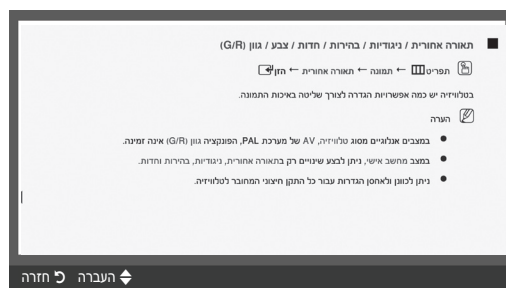 תאורה אחורית / ניגודיות / בהירות / חדות / צבע / גוון (G/R)
תפריט ← תמונה ← תאורה אחורית ← הזן
בטלוויזיה יש כמה אפשרויות הגדרה לצורך שליטה באיכות התמונה.
הערה
במצבים אנלוגיים מסוג טלוויזיה, AV של מערכת PAL, הפונקציה גוון (G/R) אינה זמינה.
במצב מחשב אישי, ניתן לבצע שינויים רק בתאורה אחורית, ניגודיות, בהירות וחדות.
ניתן לכוונן ולאחסן הגדרות עבור כל התקן חיצוני המחובר לטלוויזיה.
העברה חזרה